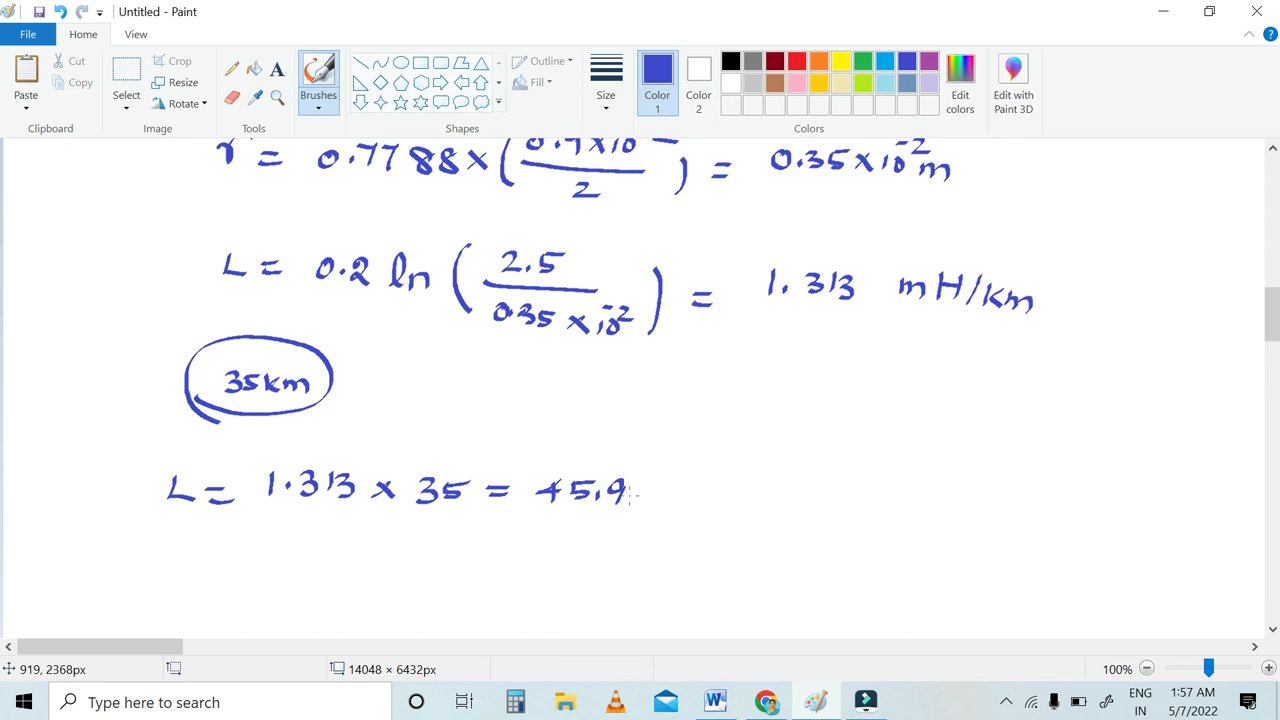 Untitled - Paint
File Home View
Cut
Copy
Paste
Clipboard
Select
Crop
Resize
Rotate
Image
Tools
Brushes
Outline
Fill
Shapes
Size
Color 1
Color 2
Edit colors
Edit with Paint 3D
Colors
r' = 0.7788 × ( / 2 ) = 0.35 × 10⁻² m
L = 0.2 ln ( 2.5 / 0.35 × 10⁻² ) = 1.313 mH/km
35km
L = 1.313 × 35 = 45.9
919, 2368px
14048 × 6432px
100%
Type here to search
ENG
IN
1:57 AM
5/7/2022